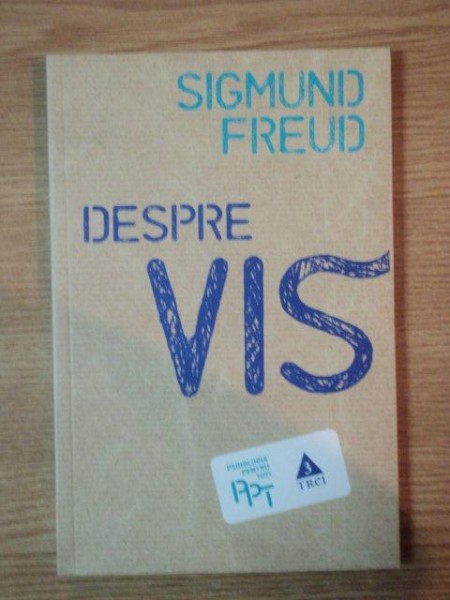 SIGMUND
FREUD
DESPRE
VIS
PSIHOLOGIA
PENTRU
TOȚI
PPT
3
TREI